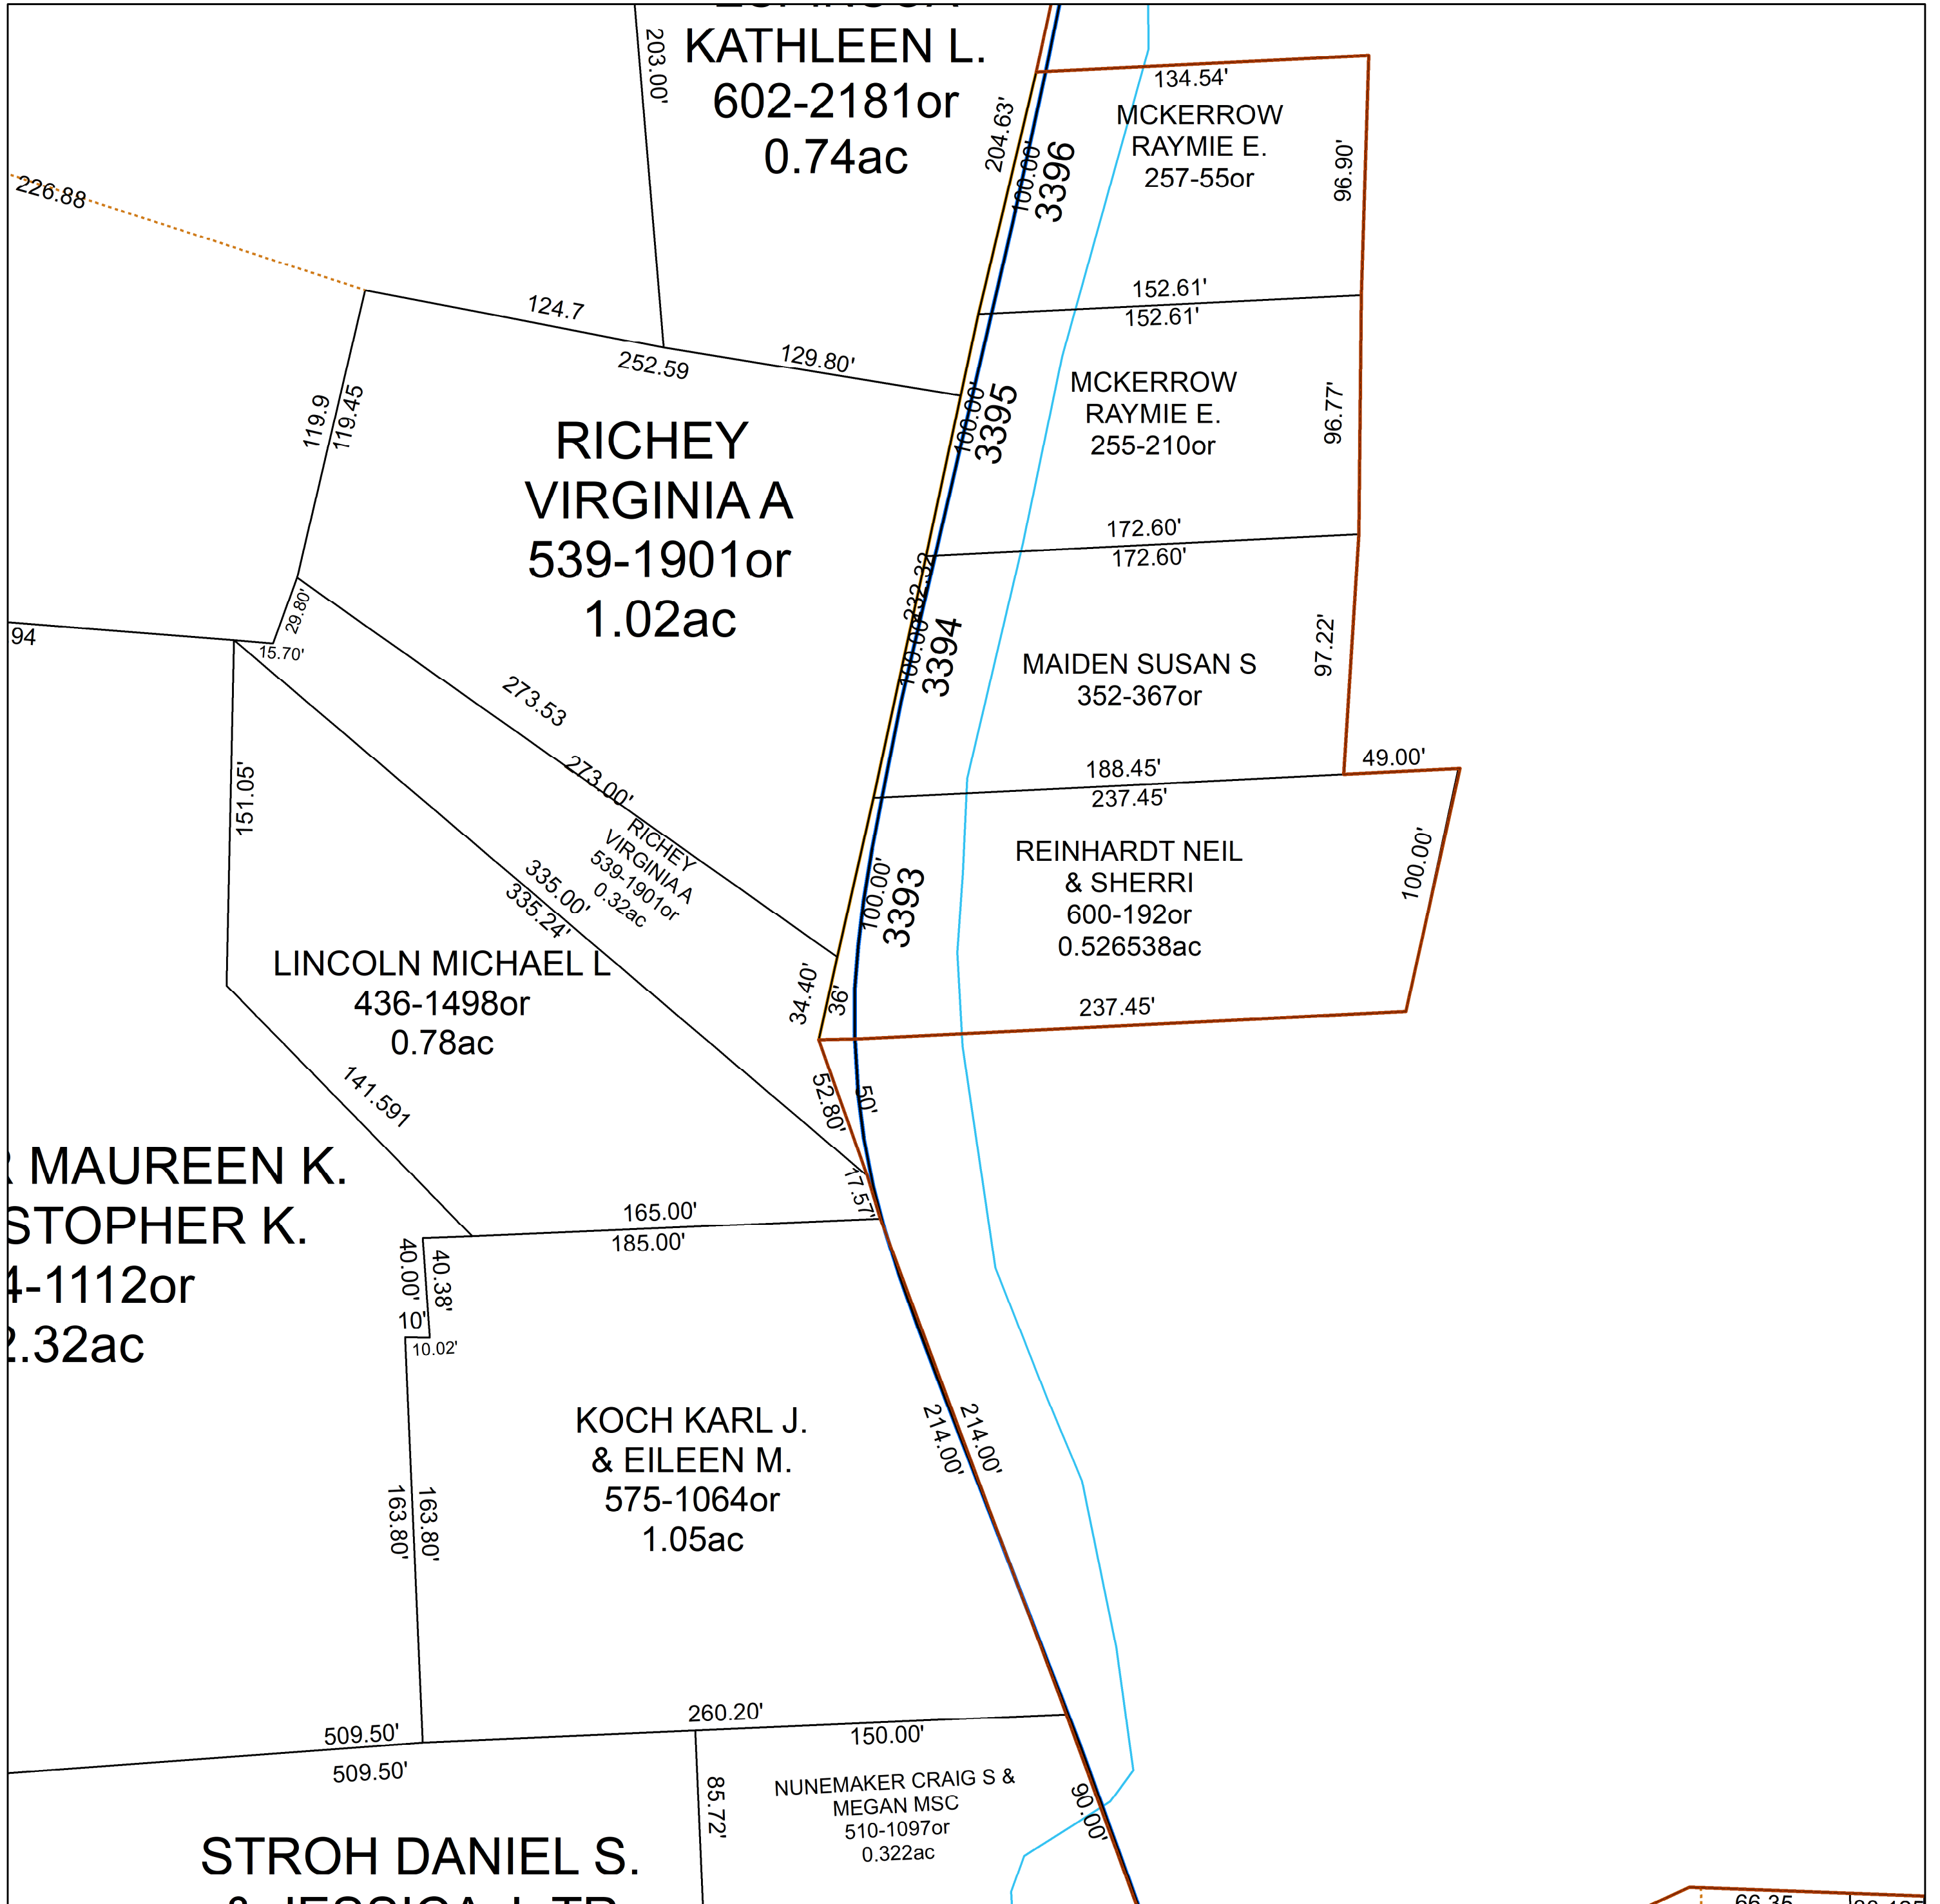 KATHLEEN L.
602-2181or
0.74ac
203.00'
204.63'
100.00'
3396
134.54'
MCKERROW
RAYMIE E.
257-55or
96.90'
152.61'
152.61'
226.88
124.7
252.59
129.80'
119.9
119.45
RICHEY
VIRGINIA A
539-1901or
1.02ac
100.00'
3395
MCKERROW
RAYMIE E.
255-210or
96.77'
172.60'
172.60'
232.32
100.00'
3394
MAIDEN SUSAN S
352-367or
97.22'
188.45'
237.45'
49.00'
94
29.80'
15.70'
273.53
273.00'
RICHEY
VIRGINIA A
539-1901or
0.32ac
335.00'
335.24'
151.05'
100.00'
3393
REINHARDT NEIL
& SHERRI
600-192or
0.526538ac
100.00'
237.45'
34.40'
36'
LINCOLN MICHAEL L
436-1498or
0.78ac
141.591
52.80'
50'
17.57'
MAUREEN K.
STOPHER K.
4-1112or
2.32ac
165.00'
185.00'
40.00'
40.38'
10'
10.02'
KOCH KARL J.
& EILEEN M.
575-1064or
1.05ac
214.00'
214.00'
163.80'
163.80'
509.50'
509.50'
260.20'
150.00'
85.72'
NUNEMAKER CRAIG S &
MEGAN MSC
510-1097or
0.322ac
90.00'
STROH DANIEL S.
& JESSICA L TR
66.35